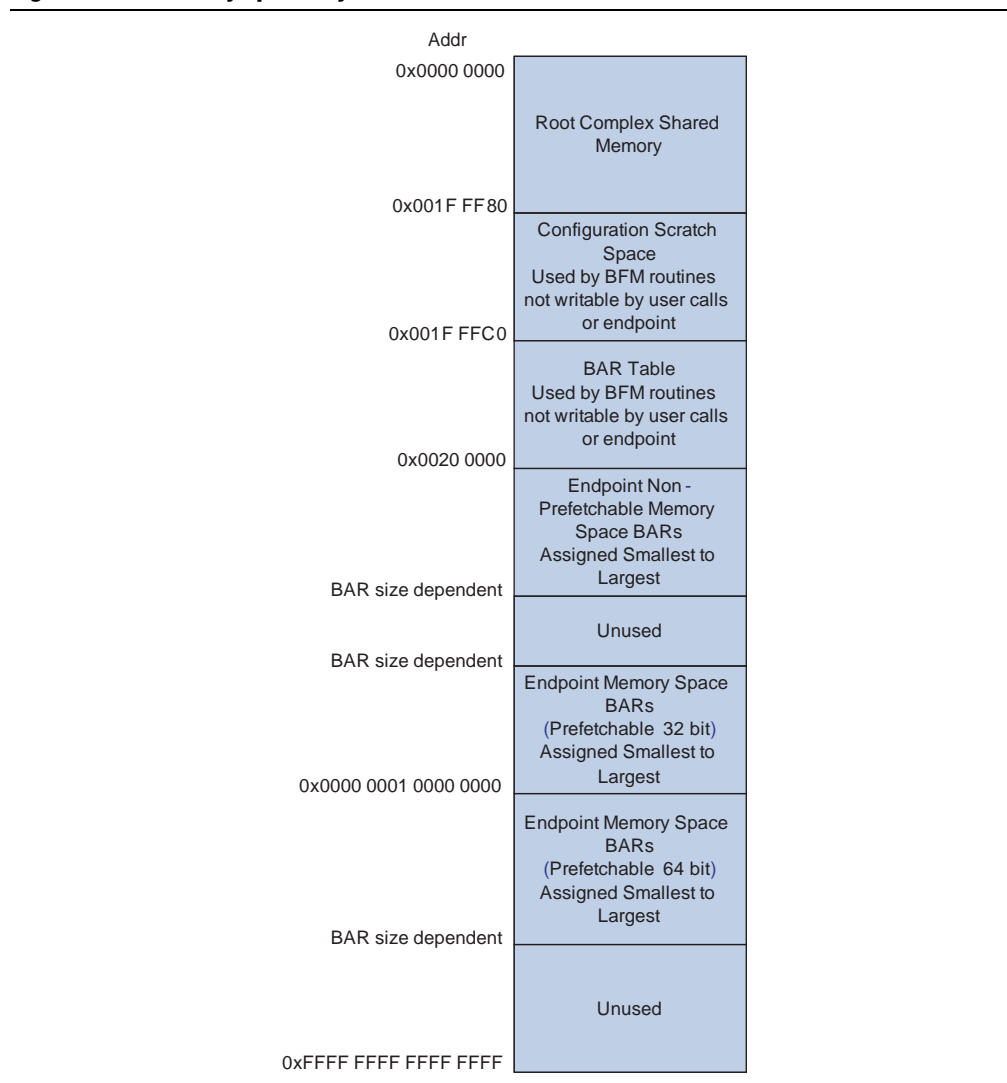 Addr
0x0000 0000
Root Complex Shared
Memory
0x001F FF80
Configuration Scratch
Space
Used by BFM routines
not writable by user calls
or endpoint
0x001F FFC0
BAR Table
Used by BFM routines
not writable by user calls
or endpoint
0x0020 0000
Endpoint Non -
Prefetchable Memory
Space BARs
Assigned Smallest to
Largest
BAR size dependent
Unused
BAR size dependent
Endpoint Memory Space
BARs
(Prefetchable 32 bit)
Assigned Smallest to
Largest
0x0000 0001 0000 0000
Endpoint Memory Space
BARs
(Prefetchable 64 bit)
Assigned Smallest to
Largest
BAR size dependent
Unused
0xFFFF FFFF FFFF FFFF